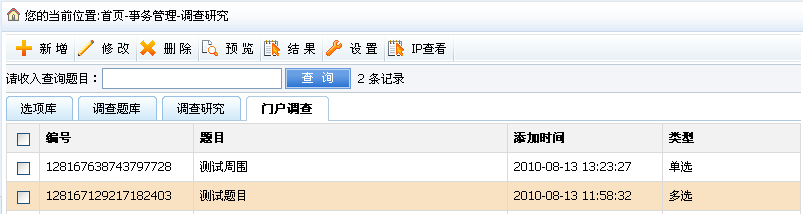 您的当前位置:首页-事务管理-调查研究
新 增 修 改 删 除 预 览 结 果 设 置 IP查看
请收入查询题目： 查 询 2 条记录
选项库 调查题库 调查研究 门户调查
编号 题目 添加时间 类型
128167638743797728 测试周围 2010-08-13 13:23:27 单选
128167129217182403 测试题目 2010-08-13 11:58:32 多选